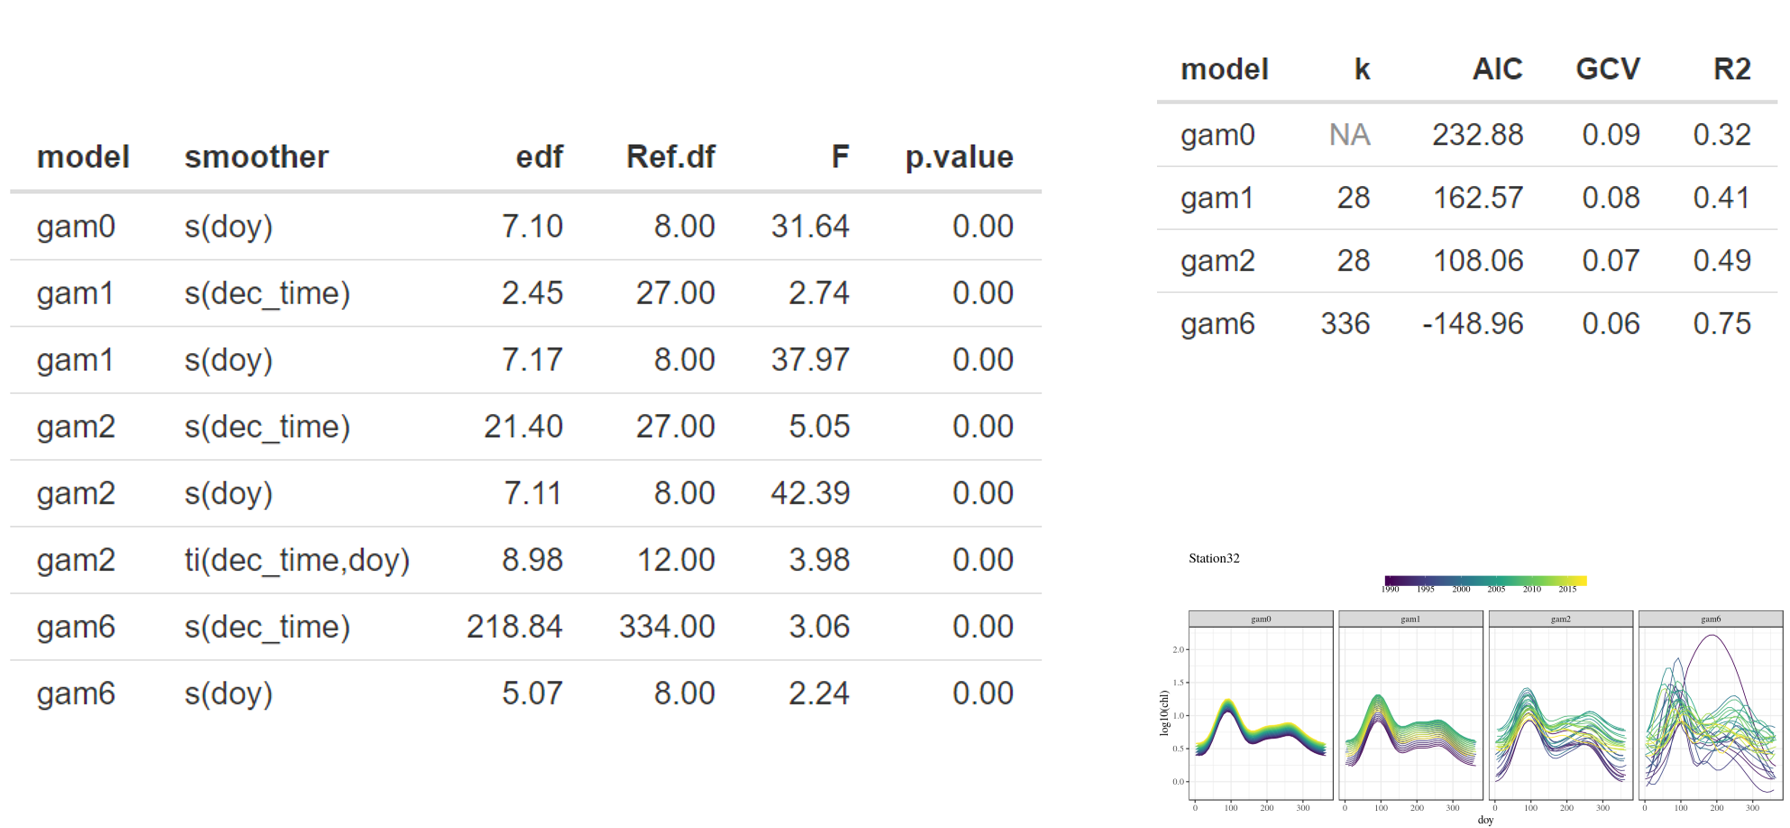 model smoother edf Ref.df F p.value
gam0 s(doy) 7.10 8.00 31.64 0.00
gam1 s(dec_time) 2.45 27.00 2.74 0.00
gam1 s(doy) 7.17 8.00 37.97 0.00
gam2 s(dec_time) 21.40 27.00 5.05 0.00
gam2 s(doy) 7.11 8.00 42.39 0.00
gam2 ti(dec_time,doy) 8.98 12.00 3.98 0.00
gam6 s(dec_time) 218.84 334.00 3.06 0.00
gam6 s(doy) 5.07 8.00 2.24 0.00
model k AIC GCV R2
gam0 NA 232.88 0.09 0.32
gam1 28 162.57 0.08 0.41
gam2 28 108.06 0.07 0.49
gam6 336 -148.96 0.06 0.75
Station32
1990 1995 2000 2005 2010 2015
gam0 gam1 gam2 gam6
2.0
1.5
1.0
0.5
0.0
log10(chl)
0 100 200 300 0 100 200 300 0 100 200 300 0 100 200 300
doy